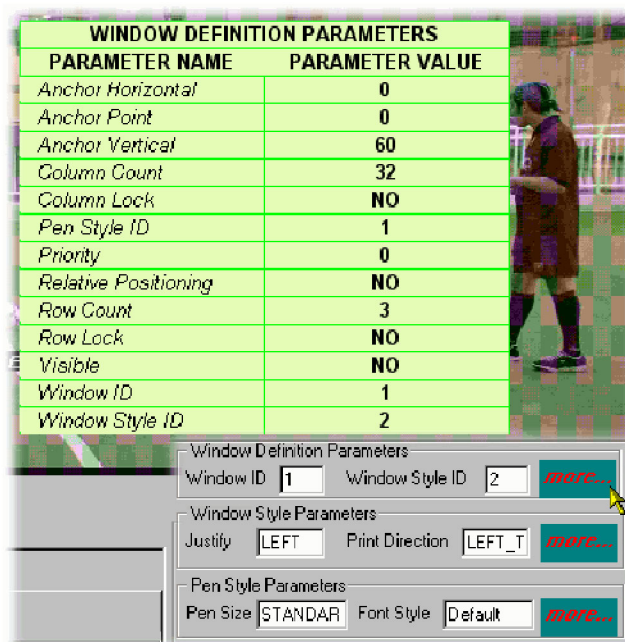 WINDOW DEFINITION PARAMETERS
PARAMETER NAME PARAMETER VALUE
Anchor Horizontal 0
Anchor Point 0
Anchor Vertical 60
Column Count 32
Column Lock NO
Pen Style ID 1
Priority 0
Relative Positioning NO
Row Count 3
Row Lock NO
Visible NO
Window ID 1
Window Style ID 2
Window Definition Parameters
Window ID 1 Window Style ID 2 more...
Window Style Parameters
Justify LEFT Print Direction LEFT_T more...
Pen Style Parameters
Pen Size STANDAR Font Style Default more...